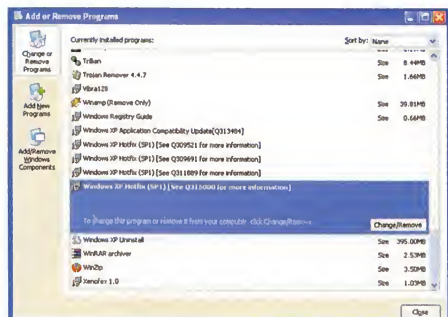 Add or Remove Programs
Currently installed programs:
Sort by: Name
Change or
Remove
Programs
Add New
Programs
Add/Remove
Windows
Components
Trillian
Size 8.44MB
Trojan Remover 4.4.7
Size 1.66MB
Vibra128
Winamp (Remove Only)
Size 39.81MB
Windows Registry Guide
Size 0.66MB
Windows XP Application Compatibility Update[Q313484]
Windows XP Hotfix (SP1) [See Q309521 for more information]
Windows XP Hotfix (SP1) [See Q309691 for more information]
Windows XP Hotfix (SP1) [See Q311889 for more information]
Windows XP Hotfix (SP1) [See Q315000 for more information]
To change this program or remove it from your computer, click Change/Remove.
Change/Remove
Windows XP Uninstall
Size 395.00MB
WinRAR archiver
Size 2.53MB
WinZip
Size 3.50MB
Xenofex 1.0
Size 1.03MB
Close